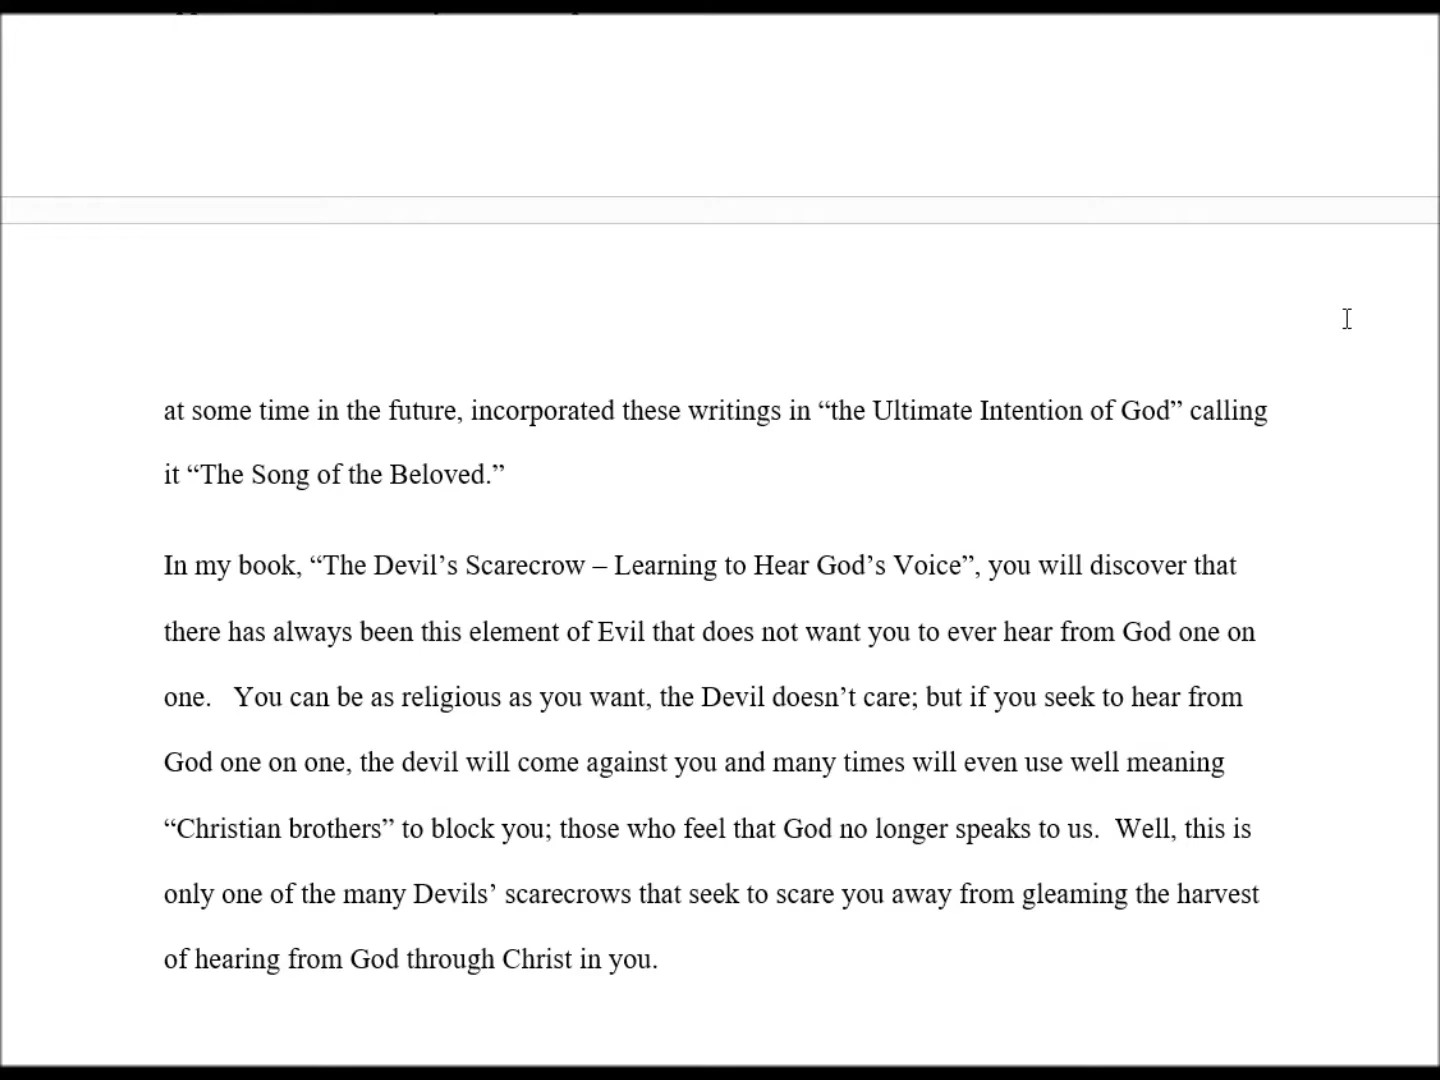 at some time in the future, incorporated these writings in “the Ultimate Intention of God” calling
it “The Song of the Beloved.”
In my book, “The Devil’s Scarecrow – Learning to Hear God’s Voice”, you will discover that
there has always been this element of Evil that does not want you to ever hear from God one on
one.   You can be as religious as you want, the Devil doesn’t care; but if you seek to hear from
God one on one, the devil will come against you and many times will even use well meaning
“Christian brothers” to block you; those who feel that God no longer speaks to us.  Well, this is
only one of the many Devils’ scarecrows that seek to scare you away from gleaming the harvest
of hearing from God through Christ in you.